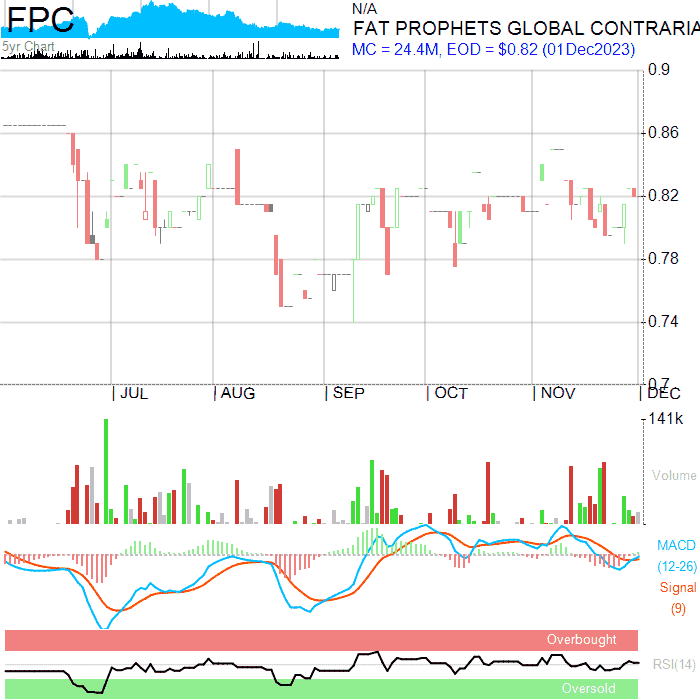 FPC
5yr Chart
N/A
FAT PROPHETS GLOBAL CONTRARIA
MC = 24.4M, EOD = $0.82 (01Dec2023)
0.9
0.86
0.82
0.78
0.74
0.7
JUL AUG SEP OCT NOV DEC
141k
Volume
MACD
(12-26)
Signal
(9)
Overbought
RSI(14)
Oversold